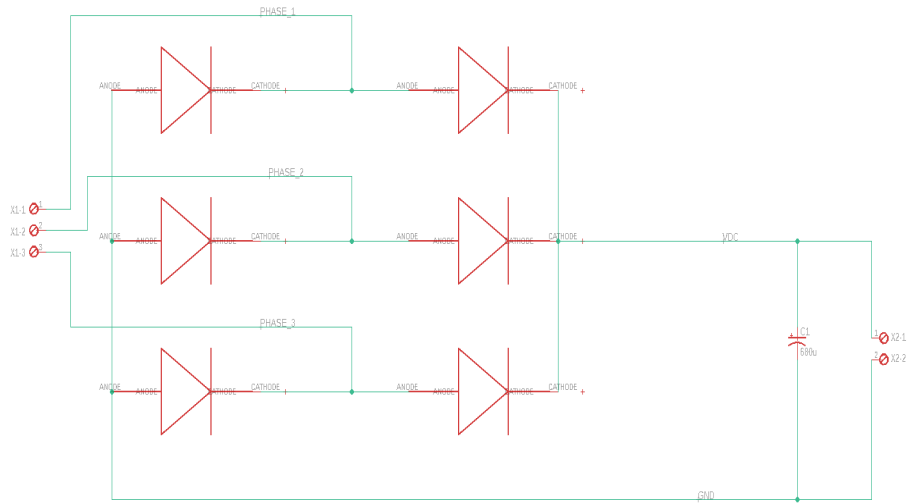 PHASE_1
ANODE ANODE CATHODE CATHODE ANODE ANODE CATHODE CATHODE
PHASE_2
X1-1 1
X1-2 2
X1-3 3
ANODE ANODE CATHODE CATHODE ANODE ANODE CATHODE CATHODE
VDC
PHASE_3
C1
680u
1 X2-1
2 X2-2
ANODE ANODE CATHODE CATHODE ANODE ANODE CATHODE CATHODE
GND